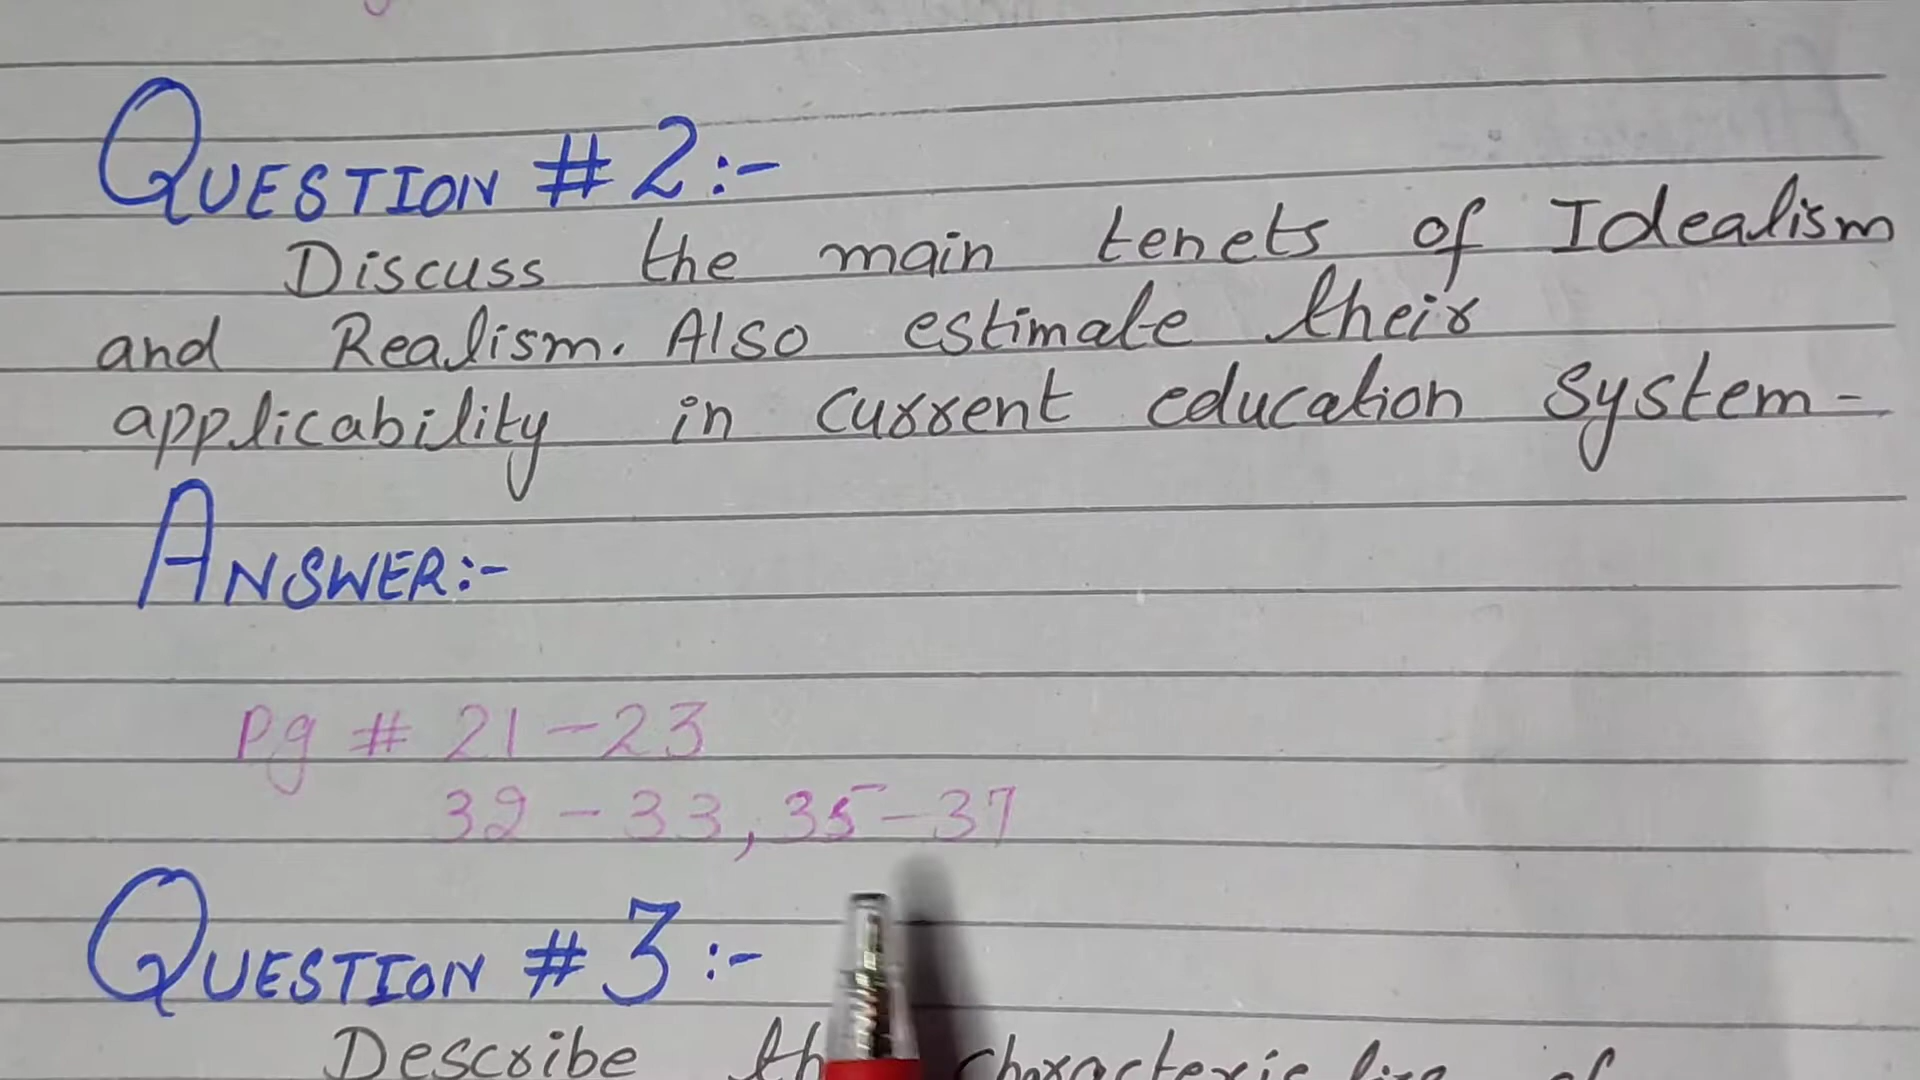 QUESTION # 2:-
Discuss the main tenets of Idealism
and Realism. Also estimate their
applicability in current education system-
ANSWER:-
Pg # 21-23
32-33, 35-37
QUESTION # 3:-
Describe of